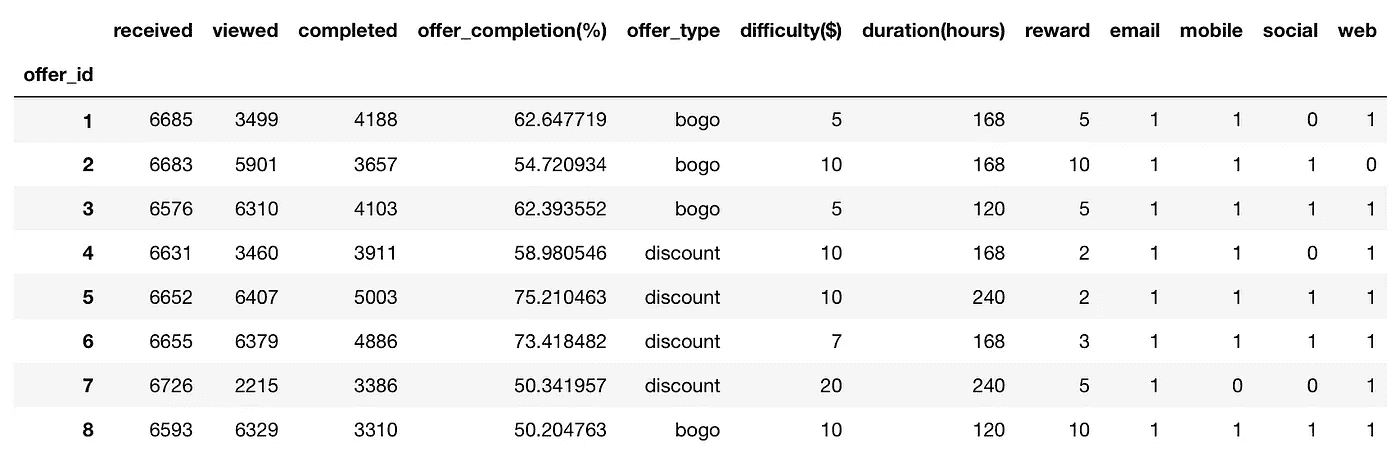 received viewed completed offer_completion(%) offer_type difficulty($) duration(hours) reward email mobile social web
offer_id
1 6685 3499 4188 62.647719 bogo 5 168 5 1 1 0 1
2 6683 5901 3657 54.720934 bogo 10 168 10 1 1 1 0
3 6576 6310 4103 62.393552 bogo 5 120 5 1 1 1 1
4 6631 3460 3911 58.980546 discount 10 168 2 1 1 0 1
5 6652 6407 5003 75.210463 discount 10 240 2 1 1 1 1
6 6655 6379 4886 73.418482 discount 7 168 3 1 1 1 1
7 6726 2215 3386 50.341957 discount 20 240 5 1 0 0 1
8 6593 6329 3310 50.204763 bogo 10 120 10 1 1 1 1